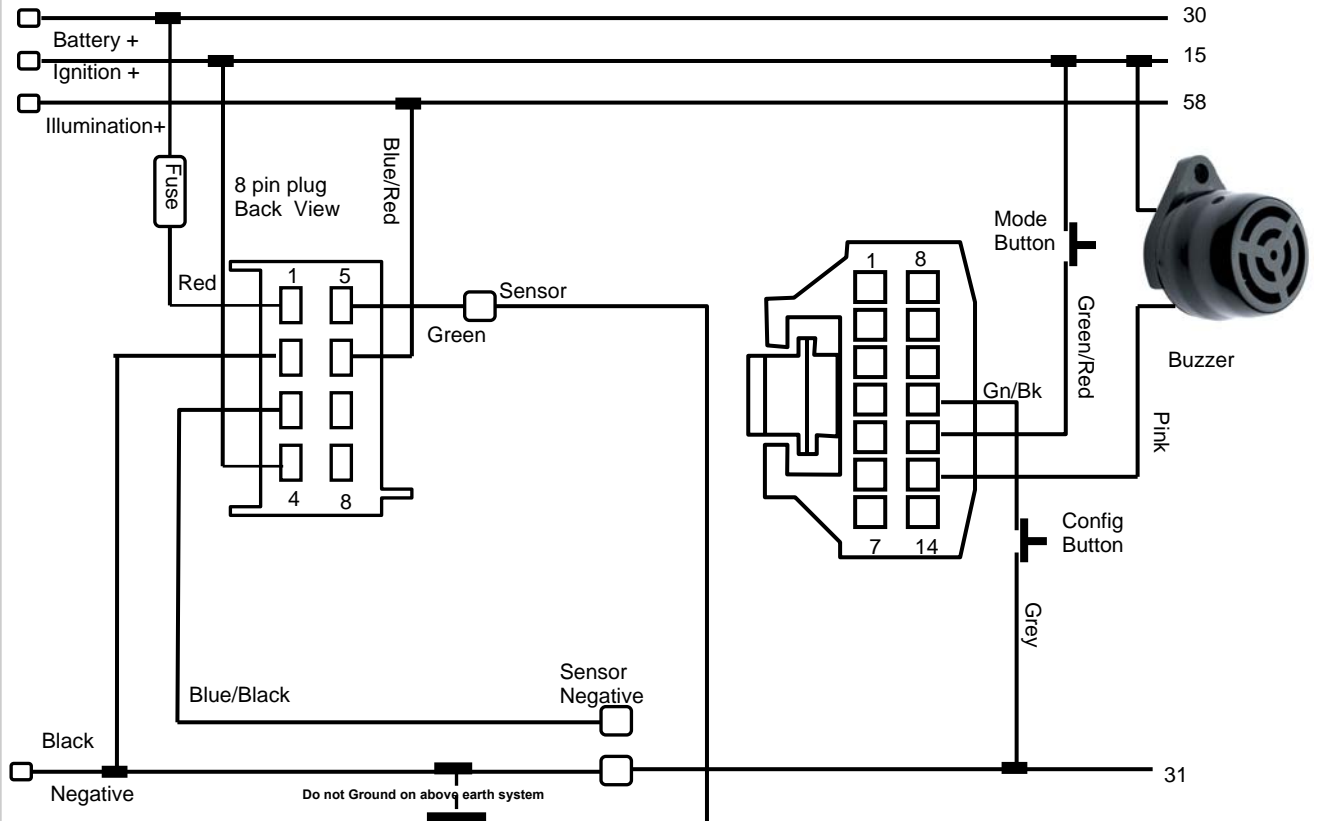 30
Battery +
15
Ignition +
58
Illumination+
Fuse
8 pin plug
Back View
Blue/Red
Mode
Button
1
8
1
5
Red
Sensor
Green
Green/Red
Buzzer
Gn/Bk
Pink
4
8
Config
Button
7
14
Grey
Sensor
Negative
Blue/Black
Black
31
Negative
Do not Ground on above earth system